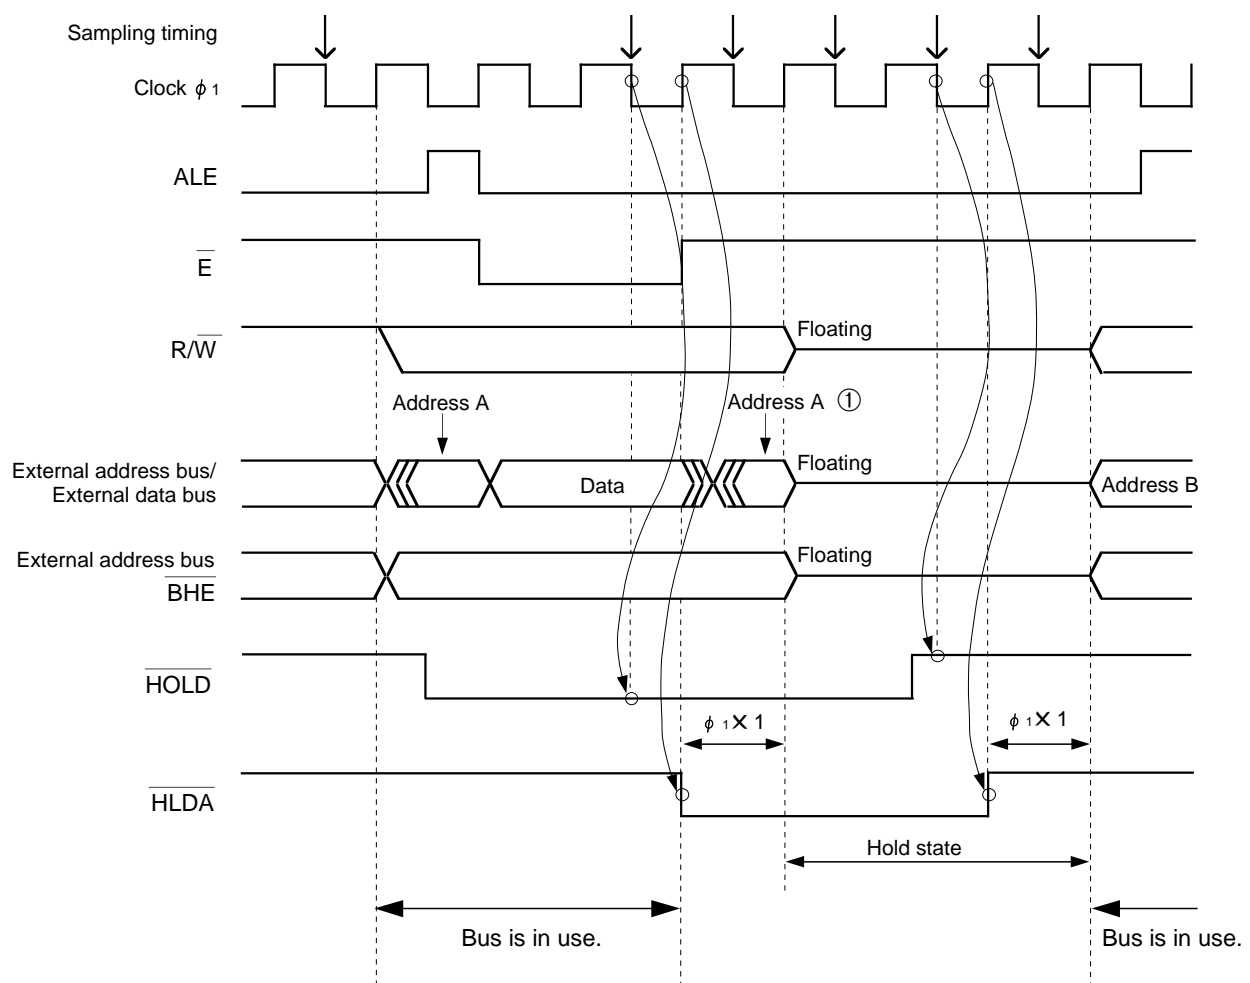 Sampling timing
Clock ϕ 1
ALE
E
R/W
Floating
Address A
Address A ①
External address bus/
External data bus
Data
Floating
Address B
External address bus
BHE
Floating
HOLD
ϕ 1 X 1
ϕ 1 X 1
HLDA
Hold state
Bus is in use.
Bus is in use.